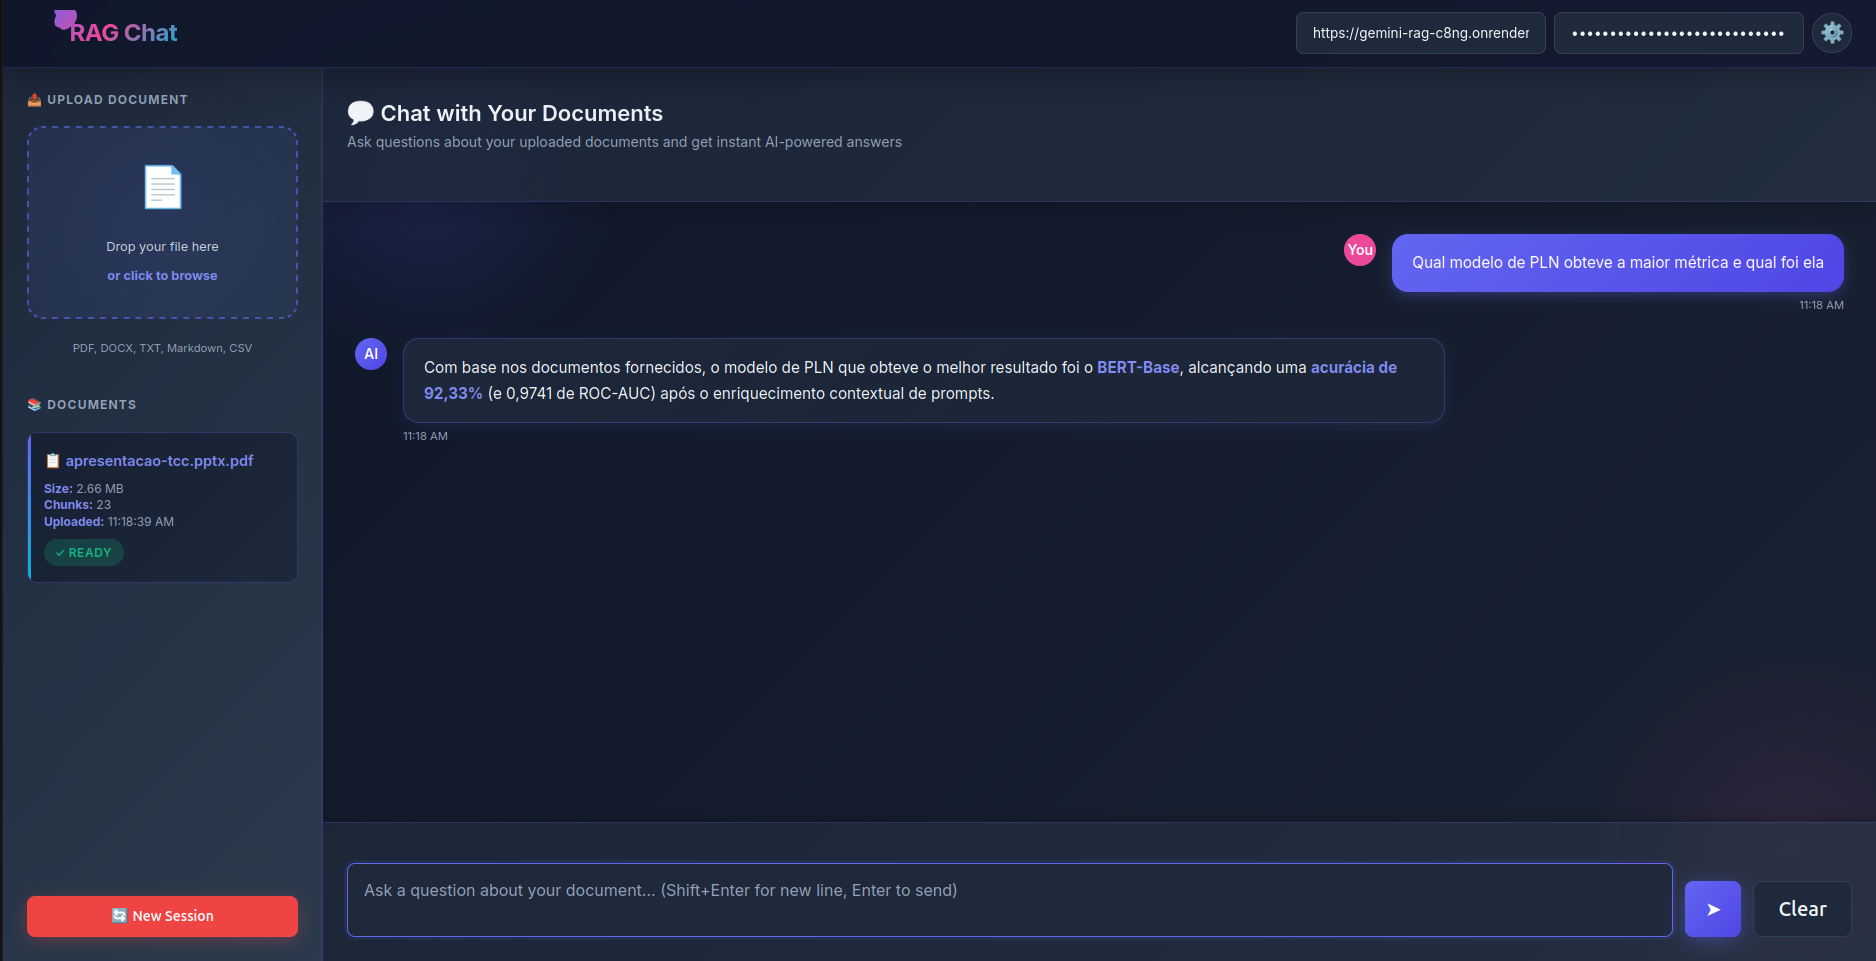 RAG Chat
https://gemini-rag-c8ng.onrender
UPLOAD DOCUMENT
Drop your file here
or click to browse
PDF, DOCX, TXT, Markdown, CSV
DOCUMENTS
apresentacao-tcc.pptx.pdf
Size: 2.66 MB
Chunks: 23
Uploaded: 11:18:39 AM
✓ READY
New Session
Chat with Your Documents
Ask questions about your uploaded documents and get instant AI-powered answers
You
Qual modelo de PLN obteve a maior métrica e qual foi ela
11:18 AM
AI
Com base nos documentos fornecidos, o modelo de PLN que obteve o melhor resultado foi o BERT-Base, alcançando uma acurácia de
92,33% (e 0,9741 de ROC-AUC) após o enriquecimento contextual de prompts.
11:18 AM
Ask a question about your document... (Shift+Enter for new line, Enter to send)
Clear